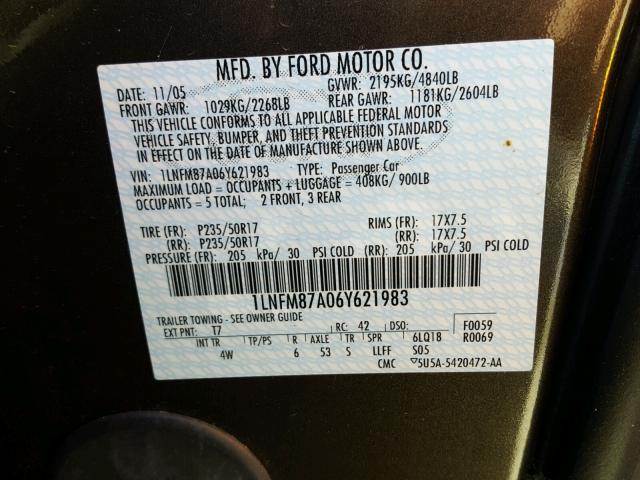 MFD. BY FORD MOTOR CO.
DATE: 11/05 GVWR: 2195KG/4840LB
FRONT GAWR: 1029KG/2268LB REAR GAWR: 1181KG/2604LB
THIS VEHICLE CONFORMS TO ALL APPLICABLE FEDERAL MOTOR
VEHICLE SAFETY, BUMPER, AND THEFT PREVENTION STANDARDS
IN EFFECT ON THE DATE OF MANUFACTURE SHOWN ABOVE.
VIN: 1LNFM87A06Y621983 TYPE: Passenger Car
MAXIMUM LOAD = OCCUPANTS + LUGGAGE = 408KG/900LB
OCCUPANTS = 5 TOTAL; 2 FRONT, 3 REAR
TIRE (FR): P235/50R17 RIMS (FR): 17X7.5
(RR): P235/50R17 (RR): 17X7.5
PRESSURE (FR): 205 kPa/ 30 PSI COLD (RR): 205 kPa/ 30 PSI COLD
1LNFM87A06Y621983
TRAILER TOWING - SEE OWNER GUIDE F0059
EXT PNT: T7 RC: 42 DSO: R0069
INT TR TP/PS R AXLE TR SPR 6LQ18
4W 6 53 S LLFF S05
CMC ▽5U5A-5420472-AA